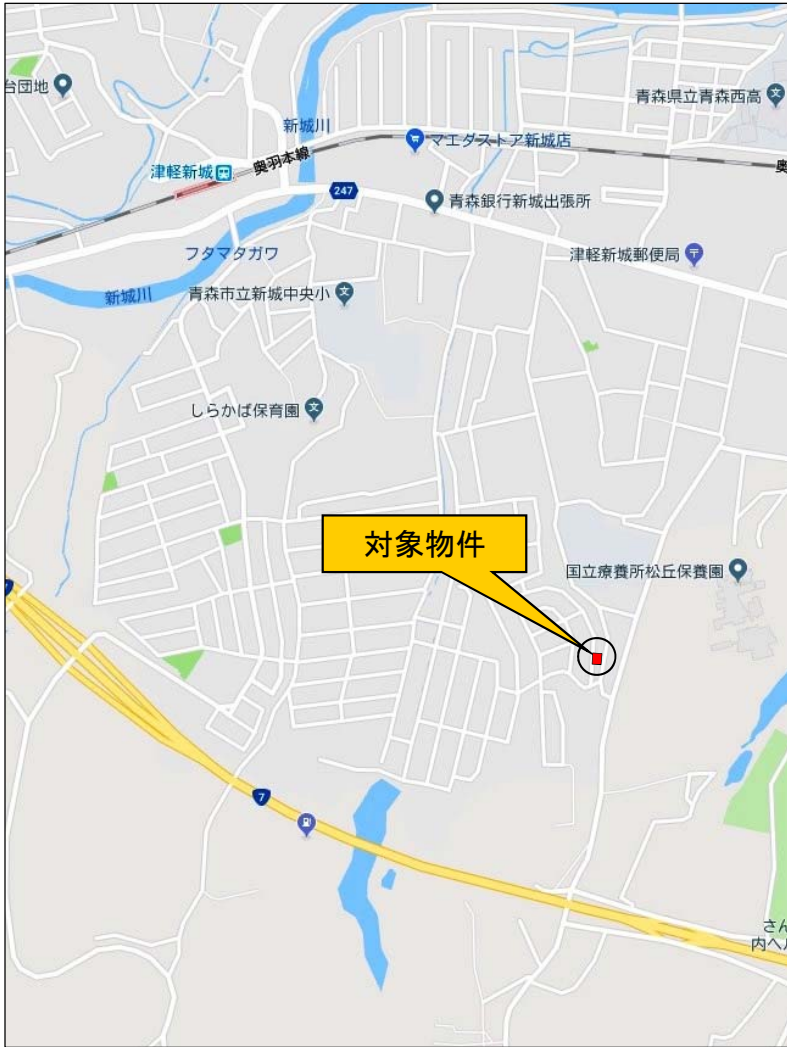 台団地
青森県立青森西高
新城川
マエダストア新城店
奥羽本線
奥
津軽新城
247
青森銀行新城出張所
フタマタガワ
津軽新城郵便局
新城川
青森市立新城中央小
しらかば保育園
対象物件
国立療養所松丘保養園
7
7
さん
内ヘル